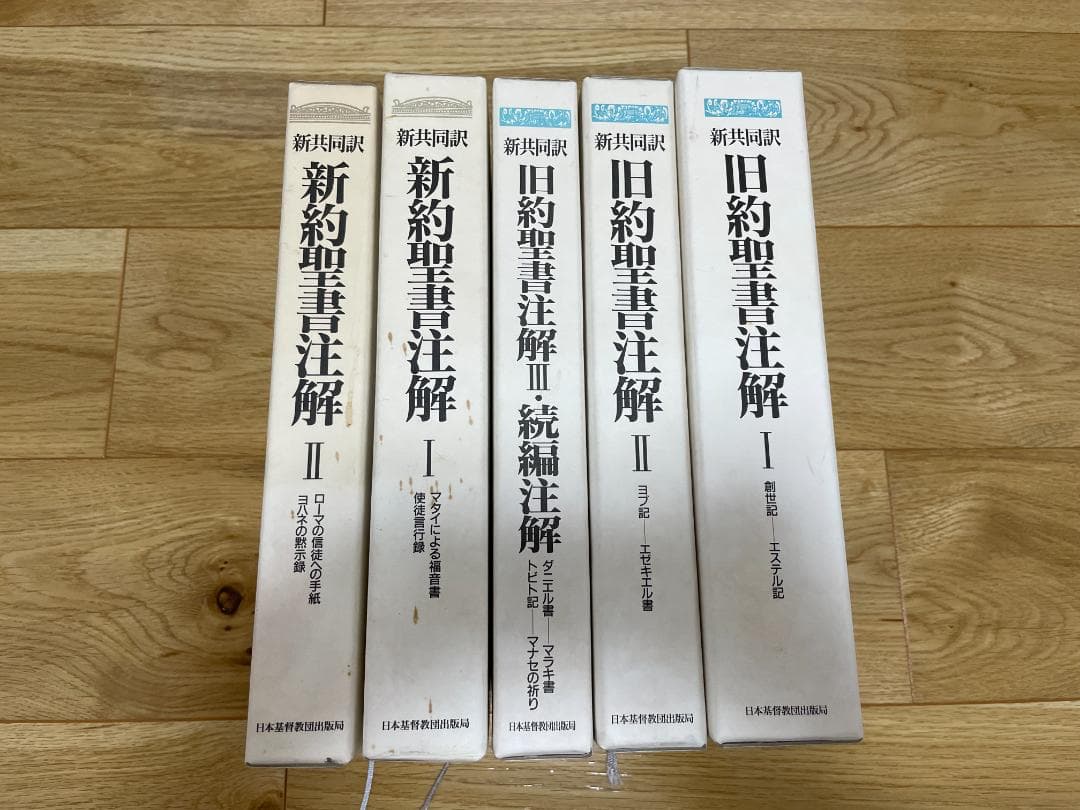 新共同訳
新約聖書注解 Ⅱ
ローマの信徒への手紙
ヨハネの黙示録
日本基督教団出版局
新共同訳
新約聖書注解 Ⅰ
マタイによる福音書
使徒言行録
日本基督教団出版局
新共同訳
旧約聖書注解Ⅲ・続編注解
ダニエル書――マラキ書
トビト記――マナセの祈り
日本基督教団出版局
新共同訳
旧約聖書注解 Ⅱ
ヨブ記――エゼキエル書
日本基督教団出版局
新共同訳
旧約聖書注解 Ⅰ
創世記――エステル記
日本基督教団出版局